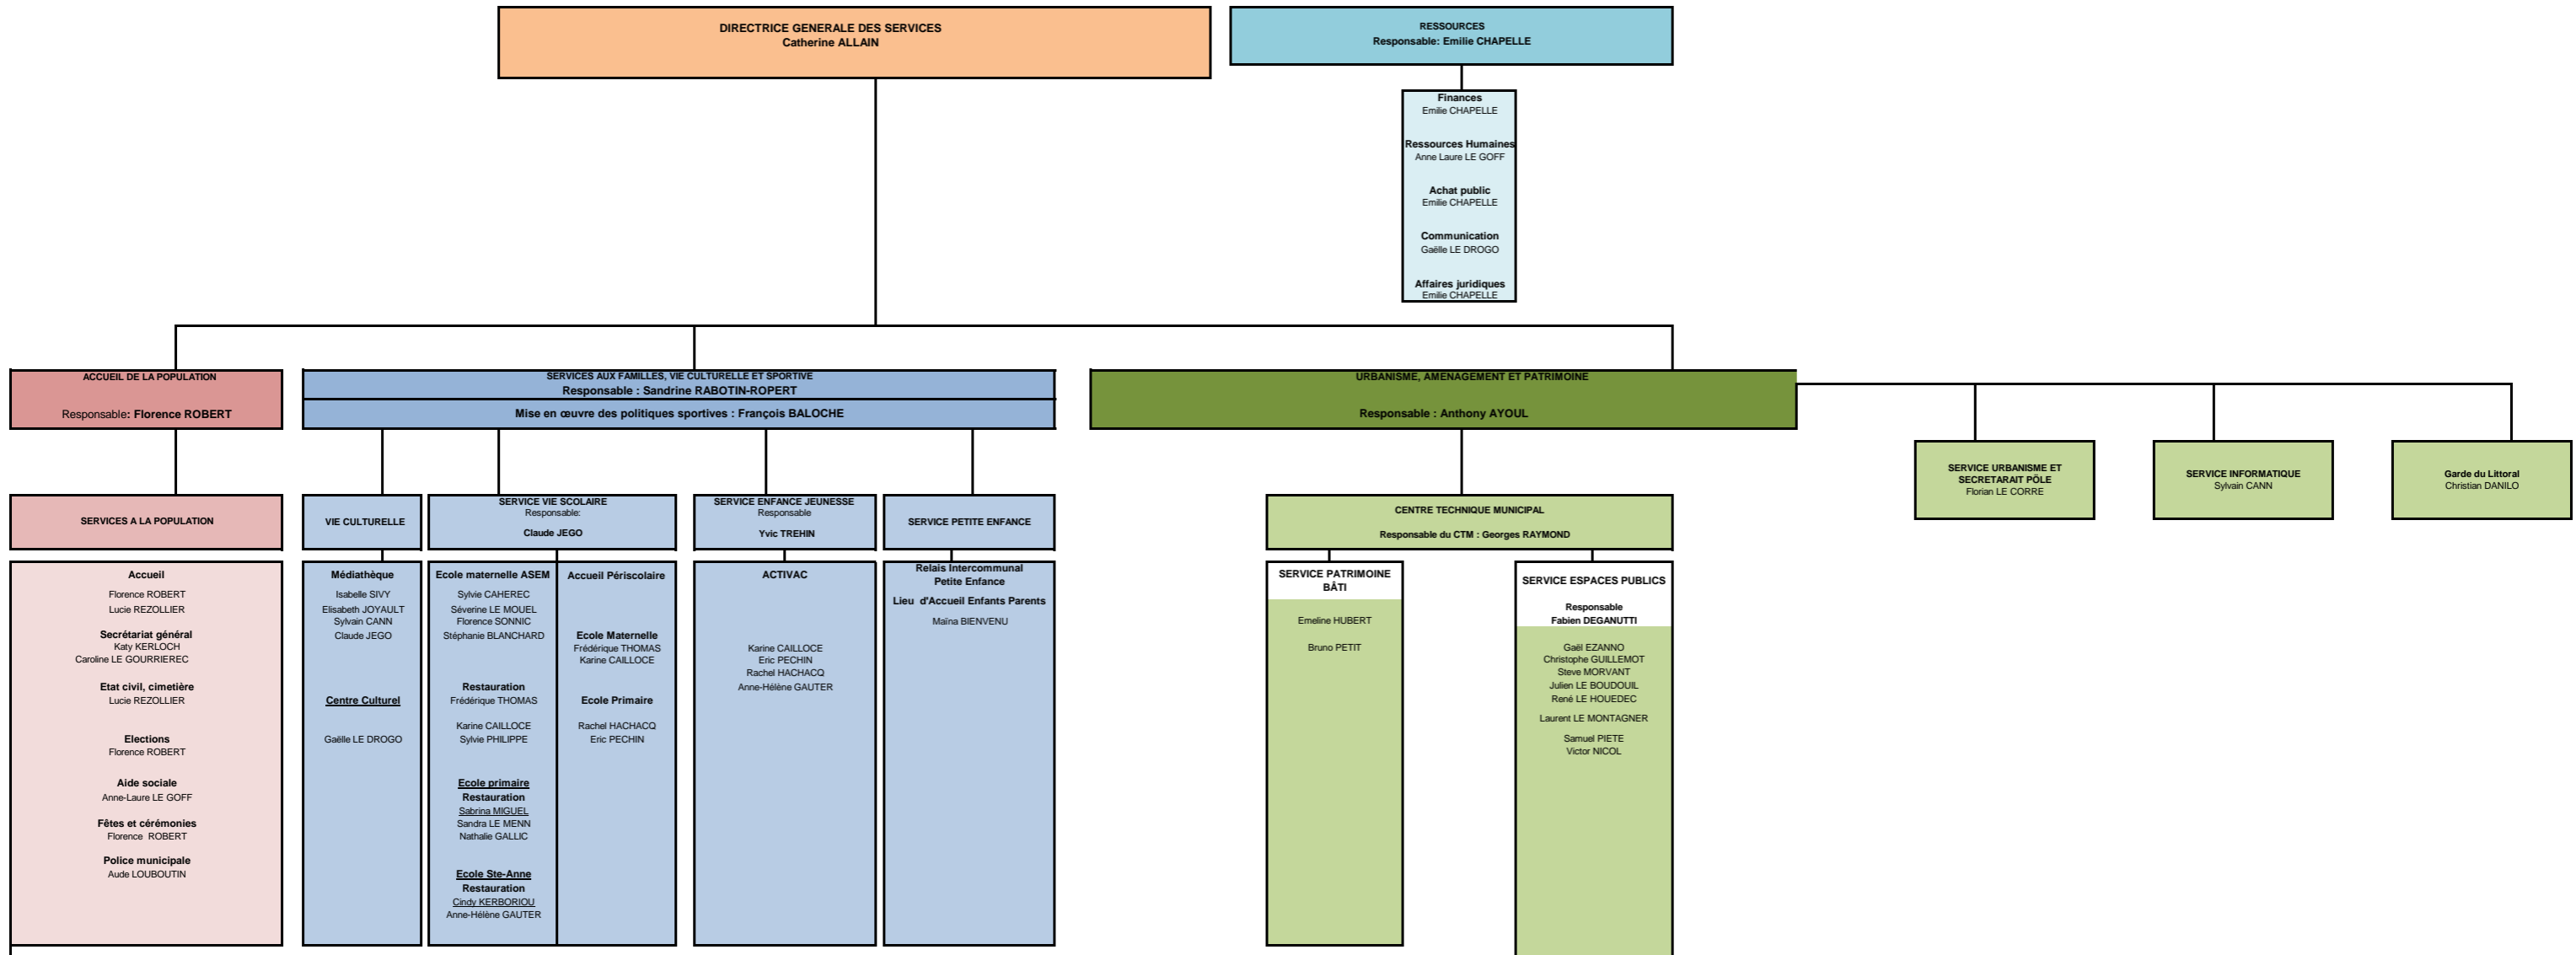 DIRECTRICE GENERALE DES SERVICES
Catherine ALLAIN
RESSOURCES
Responsable: Emilie CHAPELLE
Finances
Emilie CHAPELLE
Ressources Humaines
Anne Laure LE GOFF
Achat public
Emilie CHAPELLE
Communication
Gaëlle LE DROGO
Affaires juridiques
Emilie CHAPELLE
ACCUEIL DE LA POPULATION
Responsable: Florence ROBERT
SERVICES AUX FAMILLES, VIE CULTURELLE ET SPORTIVE
Responsable : Sandrine RABOTIN-ROPERT
Mise en œuvre des politiques sportives : François BALOCHE
URBANISME, AMENAGEMENT ET PATRIMOINE
Responsable : Anthony AYOUL
SERVICE URBANISME ET
SECRETARAIT PÖLE
Florian LE CORRE
SERVICE INFORMATIQUE
Sylvain CANN
Garde du Littoral
Christian DANILO
SERVICES A LA POPULATION
VIE CULTURELLE
SERVICE VIE SCOLAIRE
Responsable:
Claude JEGO
SERVICE ENFANCE JEUNESSE
Responsable
Yvic TREHIN
SERVICE PETITE ENFANCE
CENTRE TECHNIQUE MUNICIPAL
Responsable du CTM : Georges RAYMOND
Accueil
Florence ROBERT
Lucie REZOLLIER
Secrétariat général
Katy KERLOCH
Caroline LE GOURRIEREC
Etat civil, cimetière
Lucie REZOLLIER
Elections
Florence ROBERT
Aide sociale
Anne-Laure LE GOFF
Fêtes et cérémonies
Florence ROBERT
Police municipale
Aude LOUBOUTIN
Médiathèque
Isabelle SIVY
Elisabeth JOYAULT
Sylvain CANN
Claude JEGO
Centre Culturel
Gaëlle LE DROGO
Ecole maternelle ASEM
Sylvie CAHEREC
Séverine LE MOUEL
Florence SONNIC
Stéphanie BLANCHARD
Restauration
Frédérique THOMAS
Karine CAILLOCE
Sylvie PHILIPPE
Ecole primaire
Restauration
Sabrina MIGUEL
Sandra LE MENN
Nathalie GALLIC
Ecole Ste-Anne
Restauration
Cindy KERBORIOU
Anne-Hélène GAUTER
Accueil Périscolaire
Ecole Maternelle
Frédérique THOMAS
Karine CAILLOCE
Ecole Primaire
Rachel HACHACQ
Eric PECHIN
ACTIVAC
Karine CAILLOCE
Eric PECHIN
Rachel HACHACQ
Anne-Hélène GAUTER
Relais Intercommunal
Petite Enfance
Lieu d'Accueil Enfants Parents
Maïna BIENVENU
SERVICE PATRIMOINE
BÂTI
Emeline HUBERT
Bruno PETIT
SERVICE ESPACES PUBLICS
Responsable
Fabien DEGANUTTI
Gaël EZANNO
Christophe GUILLEMOT
Steve MORVANT
Julien LE BOUDOUIL
René LE HOUEDEC
Laurent LE MONTAGNER
Samuel PIETE
Victor NICOL